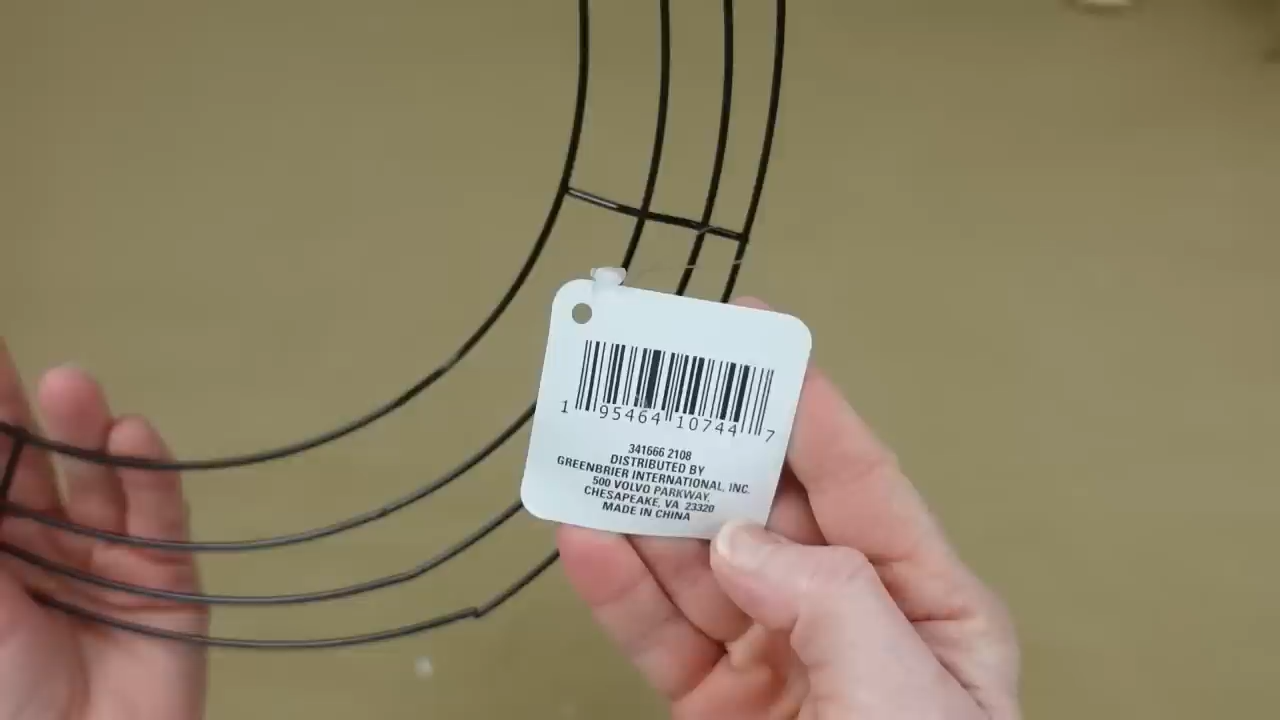 1 95464 10744 7
341666 2108
DISTRIBUTED BY
GREENBRIER INTERNATIONAL, INC.
500 VOLVO PARKWAY,
CHESAPEAKE, VA 23320
MADE IN CHINA